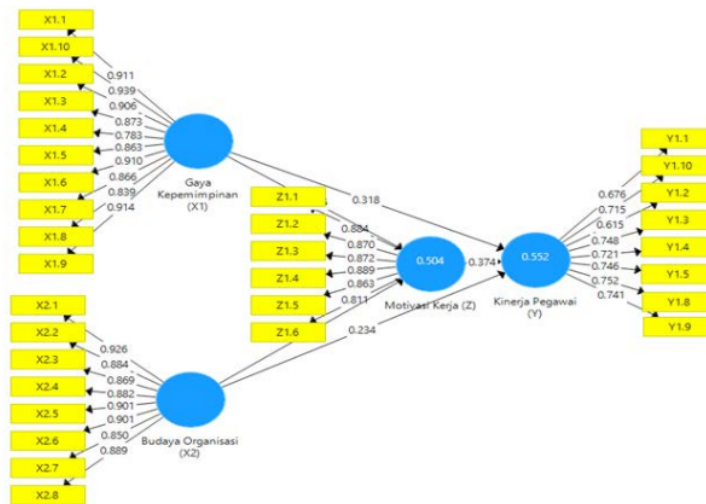 X1.1
X1.10
X1.2
X1.3
X1.4
X1.5
X1.6
X1.7
X1.8
X1.9
0.911
0.939
0.906
0.873
0.783
0.863
0.910
0.866
0.839
0.914
Gaya
Kepemimpinan
(X1)
Z1.1
Z1.2
Z1.3
Z1.4
Z1.5
Z1.6
0.884
0.870
0.872
0.889
0.863
0.811
0.318
0.504
0.374
0.552
0.234
Motivasi Kerja (Z)
Kinerja Pegawai
(Y)
Y1.1
Y1.10
Y1.2
Y1.3
Y1.4
Y1.5
Y1.8
Y1.9
0.676
0.715
0.615
0.748
0.721
0.746
0.752
0.741
X2.1
X2.2
X2.3
X2.4
X2.5
X2.6
X2.7
X2.8
0.926
0.884
0.869
0.882
0.901
0.901
0.850
0.889
Budaya Organisasi
(X2)